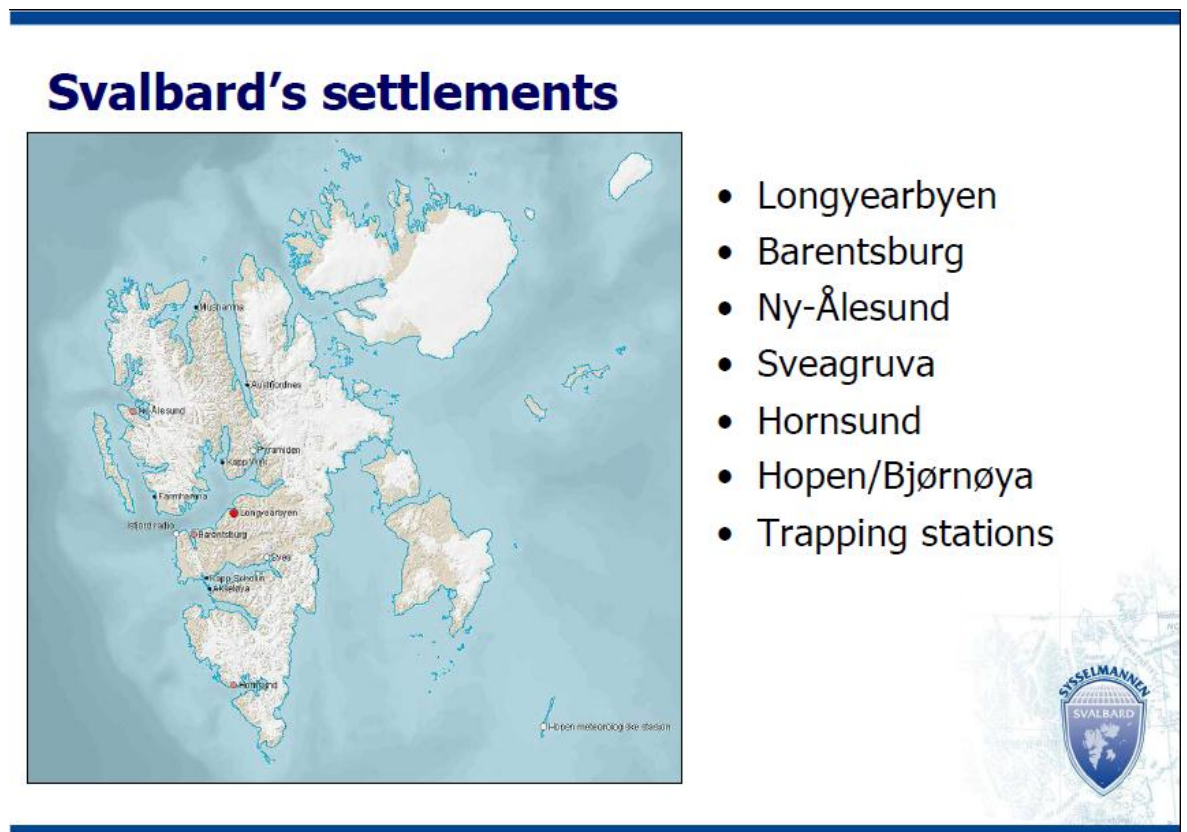 Svalbard's settlements
Mushamna
Austfjordnes
Ny-Ålesund
Pyramiden
Kapp Wijk
Farmhamna
Longyearbyen
Isfjord radio
Barentsburg
Svea
Kapp Schollin
Akseløya
Hornsund
Hopen meteorologiske stasjon
• Longyearbyen
• Barentsburg
• Ny-Ålesund
• Sveagruva
• Hornsund
• Hopen/Bjørnøya
• Trapping stations
SYSSELMANNEN
SVALBARD